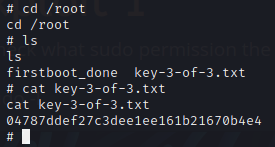 # cd /root
cd /root
# ls
ls
firstboot_done  key-3-of-3.txt
# cat key-3-of-3.txt
cat key-3-of-3.txt
04787ddef27c3dee1ee161b21670b4e4
#